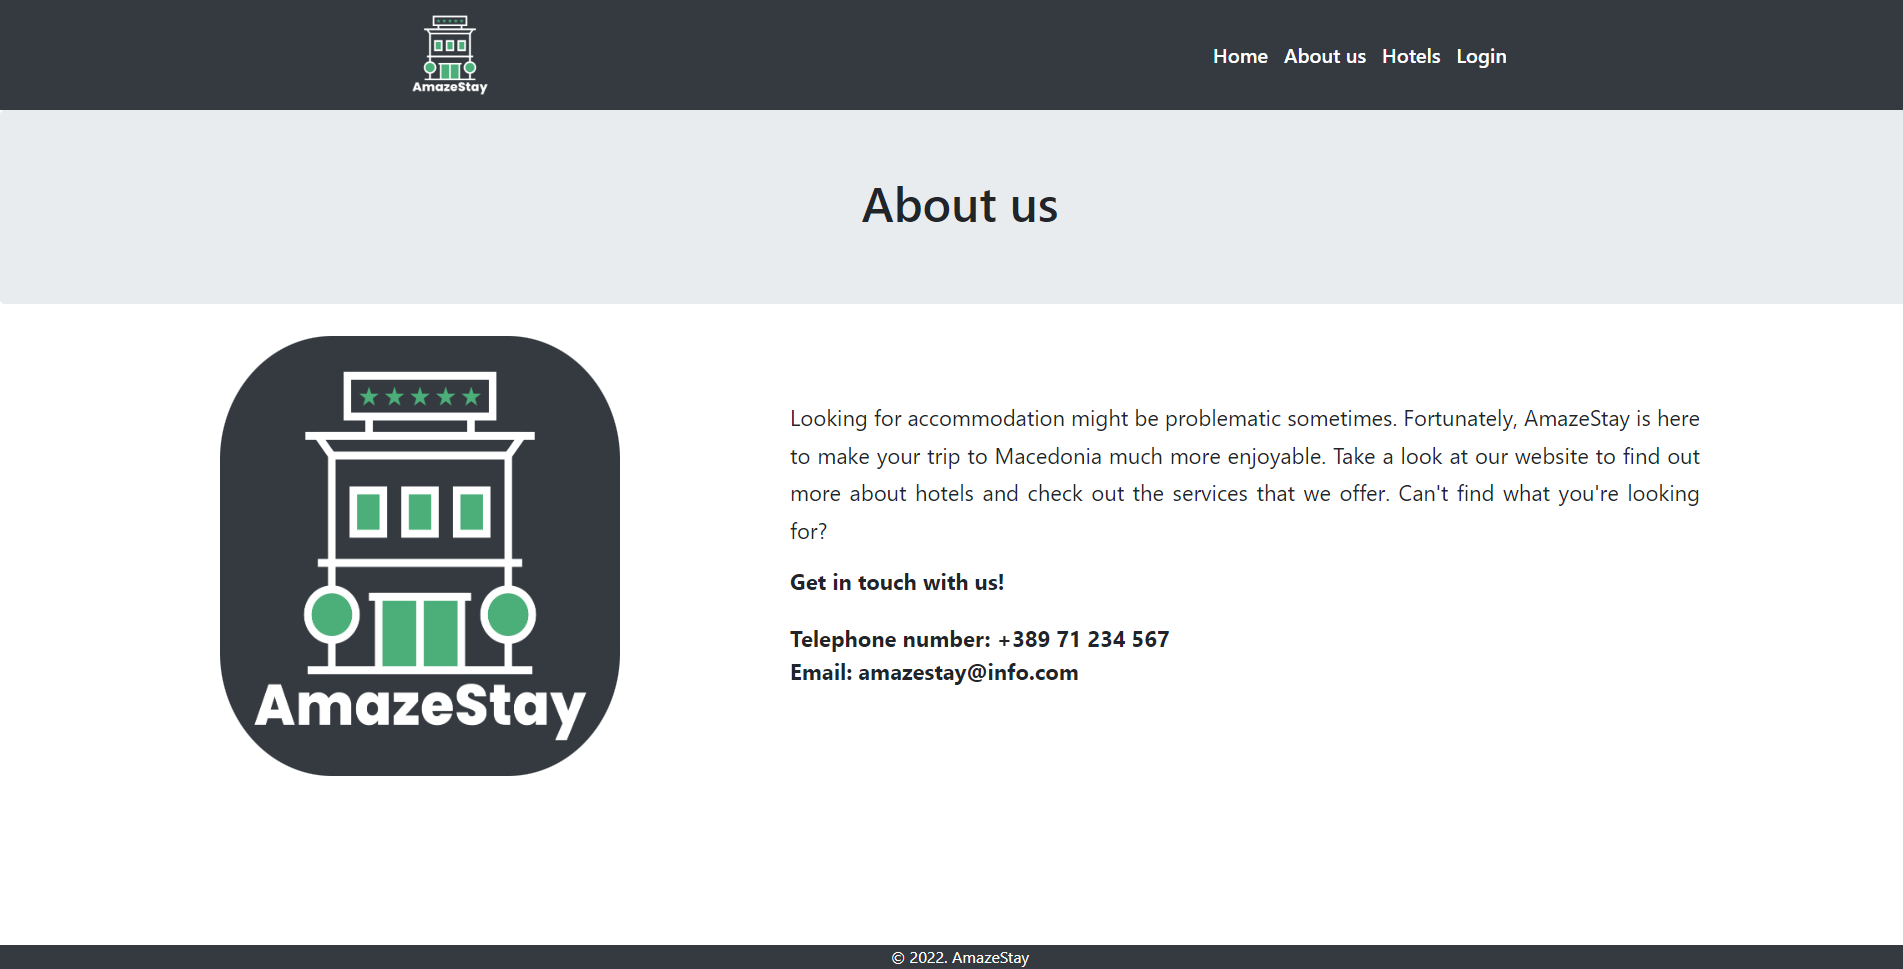 AmazeStay
Home About us Hotels Login
About us
AmazeStay
Looking for accommodation might be problematic sometimes. Fortunately, AmazeStay is here
to make your trip to Macedonia much more enjoyable. Take a look at our website to find out
more about hotels and check out the services that we offer. Can't find what you're looking
for?
Get in touch with us!
Telephone number: +389 71 234 567
Email: amazestay@info.com
© 2022. AmazeStay